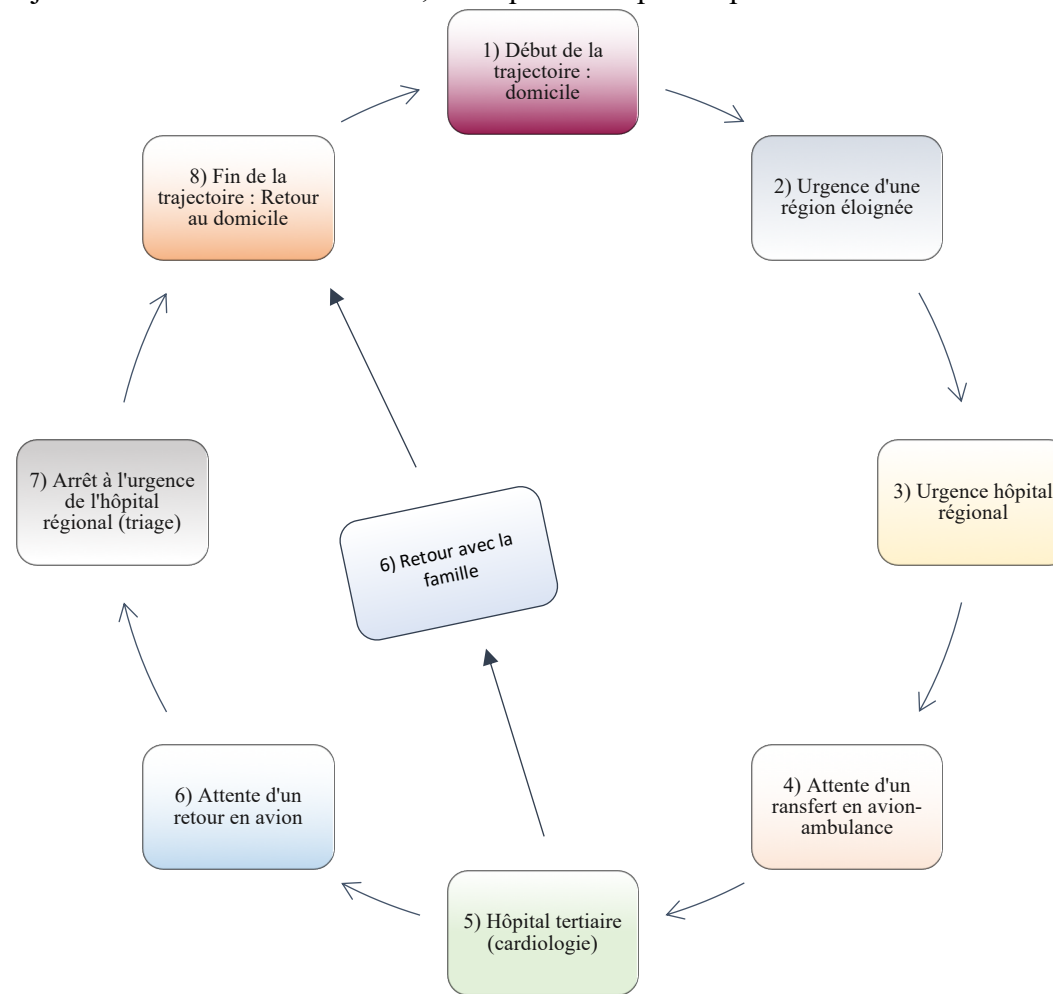 1) Début de la
trajectoire :
domicile
2) Urgence d'une
région éloignée
3) Urgence hôpital
régional
4) Attente d'un
ransfert en avion-
ambulance
5) Hôpital tertiaire
(cardiologie)
6) Attente d'un
retour en avion
7) Arrêt à l'urgence
de l'hôpital
régional (triage)
8) Fin de la
trajectoire : Retour
au domicile
6) Retour avec la
famille